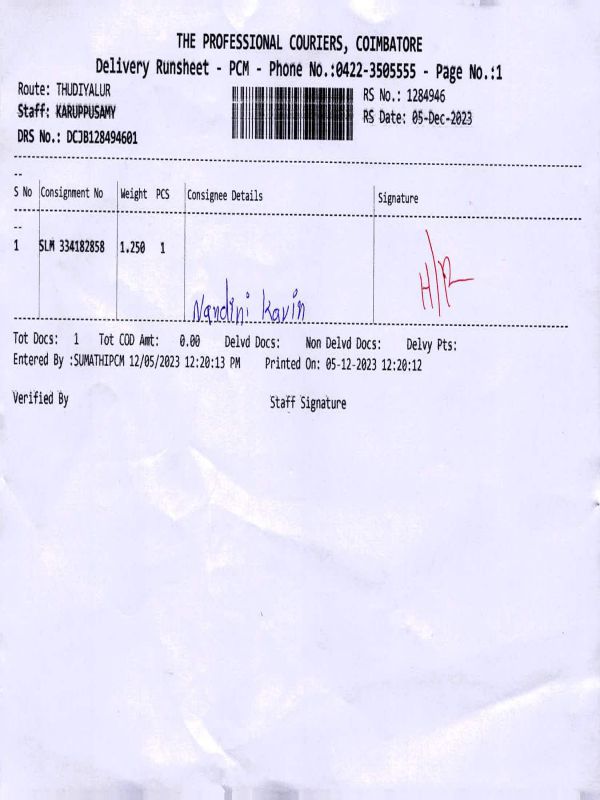 THE PROFESSIONAL COURIERS, COIMBATORE
Delivery Runsheet - PCM - Phone No.:0422-3505555 - Page No.:1
Route: THUDIYALUR
RS No.: 1284946
Staff: KARUPPUSAMY
RS Date: 05-Dec-2023
DRS No.: DCJB128494601
S No Consignment No Weight PCS Consignee Details Signature
1 SLM 334182858 1.250 1
Nandini Kavin
H/R
Tot Docs: 1 Tot COD Amt: 0.00 Delvd Docs: Non Delvd Docs: Delvy Pts:
Entered By :SUMATHIPCM 12/05/2023 12:20:13 PM Printed On: 05-12-2023 12:20:12
Verified By Staff Signature